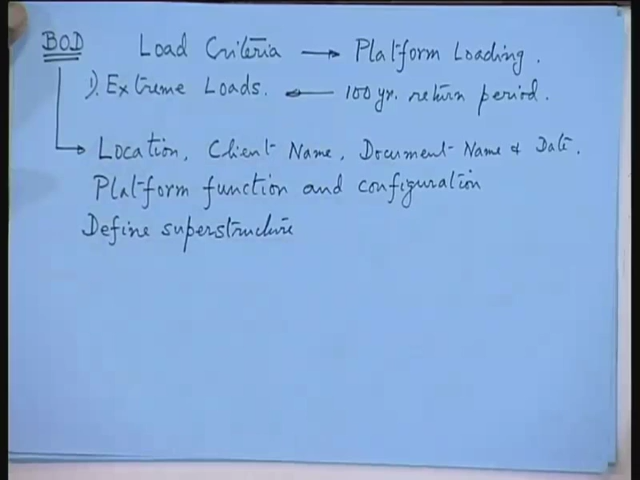 BOD Load Criteria → Platform Loading.
1). Extreme Loads. ← 100 yr. return period.
→ Location, Client Name, Document Name & Date.
Platform function and configuration
Define superstructure